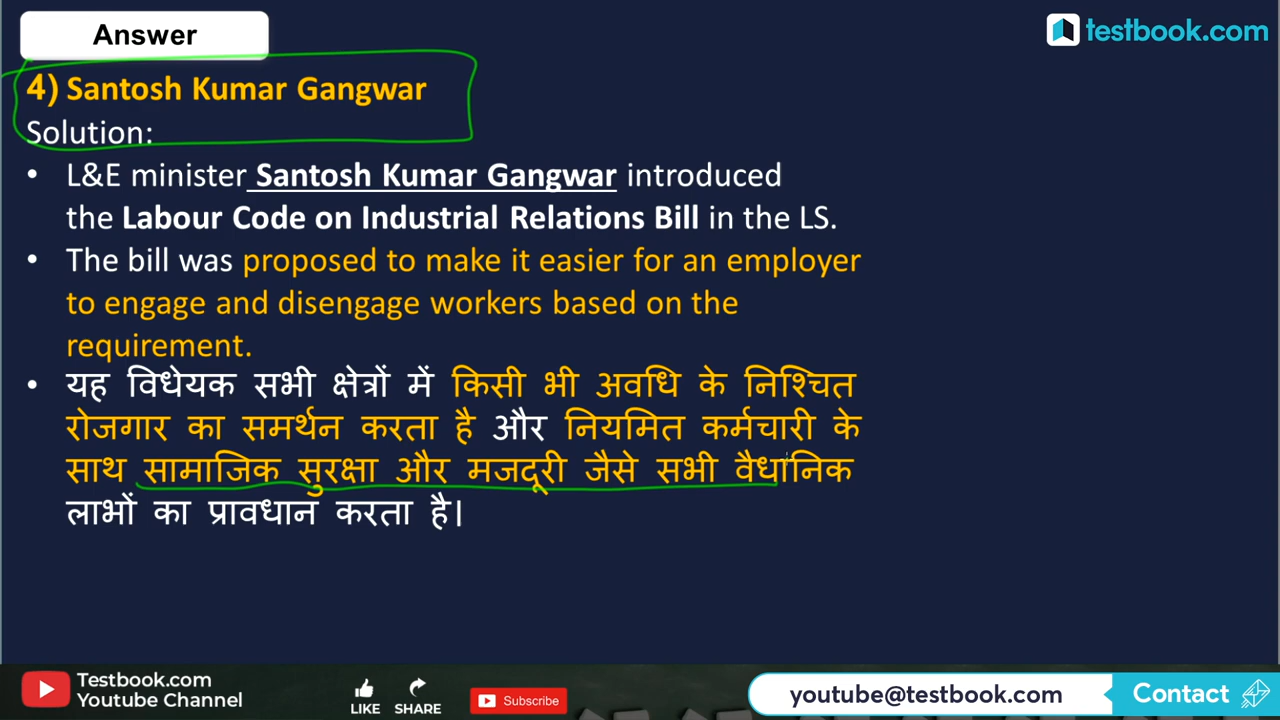 Answer
testbook.com
4) Santosh Kumar Gangwar
Solution:
• L&E minister Santosh Kumar Gangwar introduced
the Labour Code on Industrial Relations Bill in the LS.
• The bill was proposed to make it easier for an employer
to engage and disengage workers based on the
requirement.
• यह विधेयक सभी क्षेत्रों में किसी भी अवधि के निश्चित
रोजगार का समर्थन करता है और नियमित कर्मचारी के
साथ सामाजिक सुरक्षा और मजदूरी जैसे सभी वैधानिक
लाभों का प्रावधान करता है।
Testbook.com
Youtube Channel
LIKE
SHARE
Subscribe
youtube@testbook.com
Contact